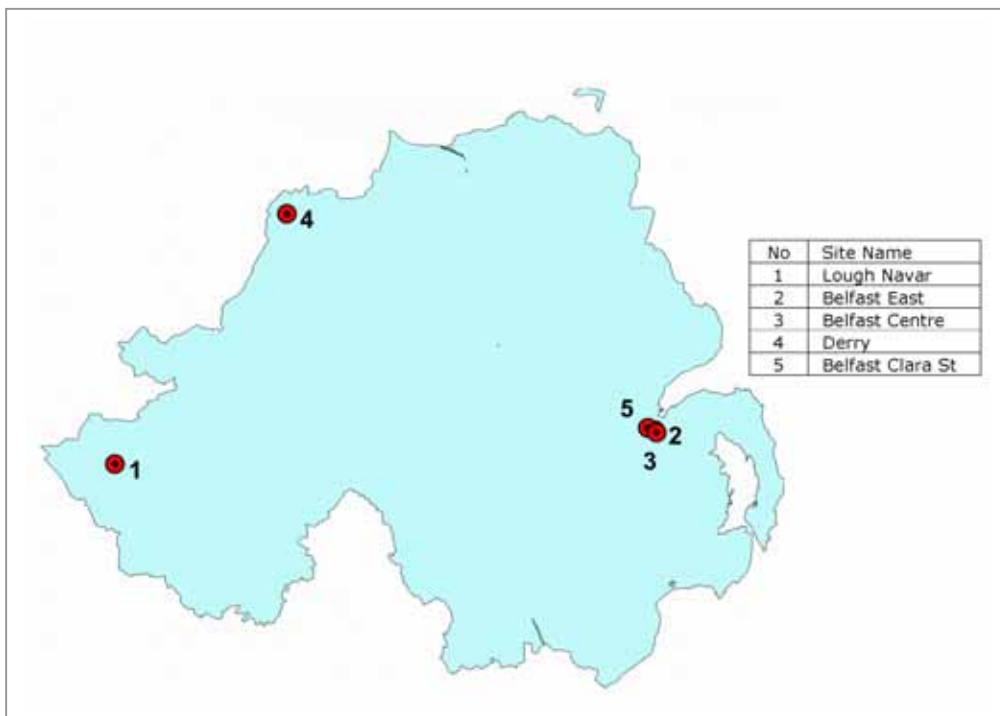 4
No Site Name
1 Lough Navar
2 Belfast East
3 Belfast Centre
4 Derry
5 Belfast Clara St
5
2
3
1